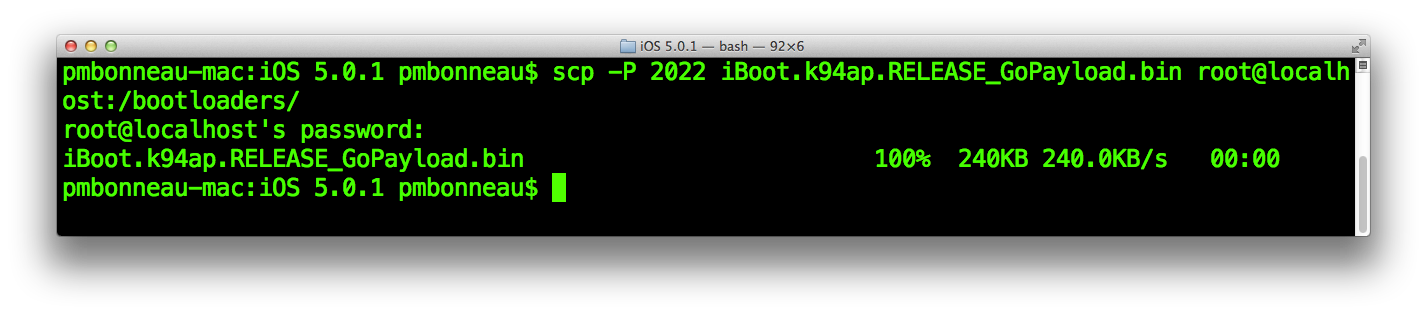 iOS 5.0.1 — bash — 92×6
pmbonneau-mac:iOS 5.0.1 pmbonneau$ scp -P 2022 iBoot.k94ap.RELEASE_GoPayload.bin root@localh
ost:/bootloaders/
root@localhost's password:
iBoot.k94ap.RELEASE_GoPayload.bin                         100%  240KB 240.0KB/s   00:00
pmbonneau-mac:iOS 5.0.1 pmbonneau$